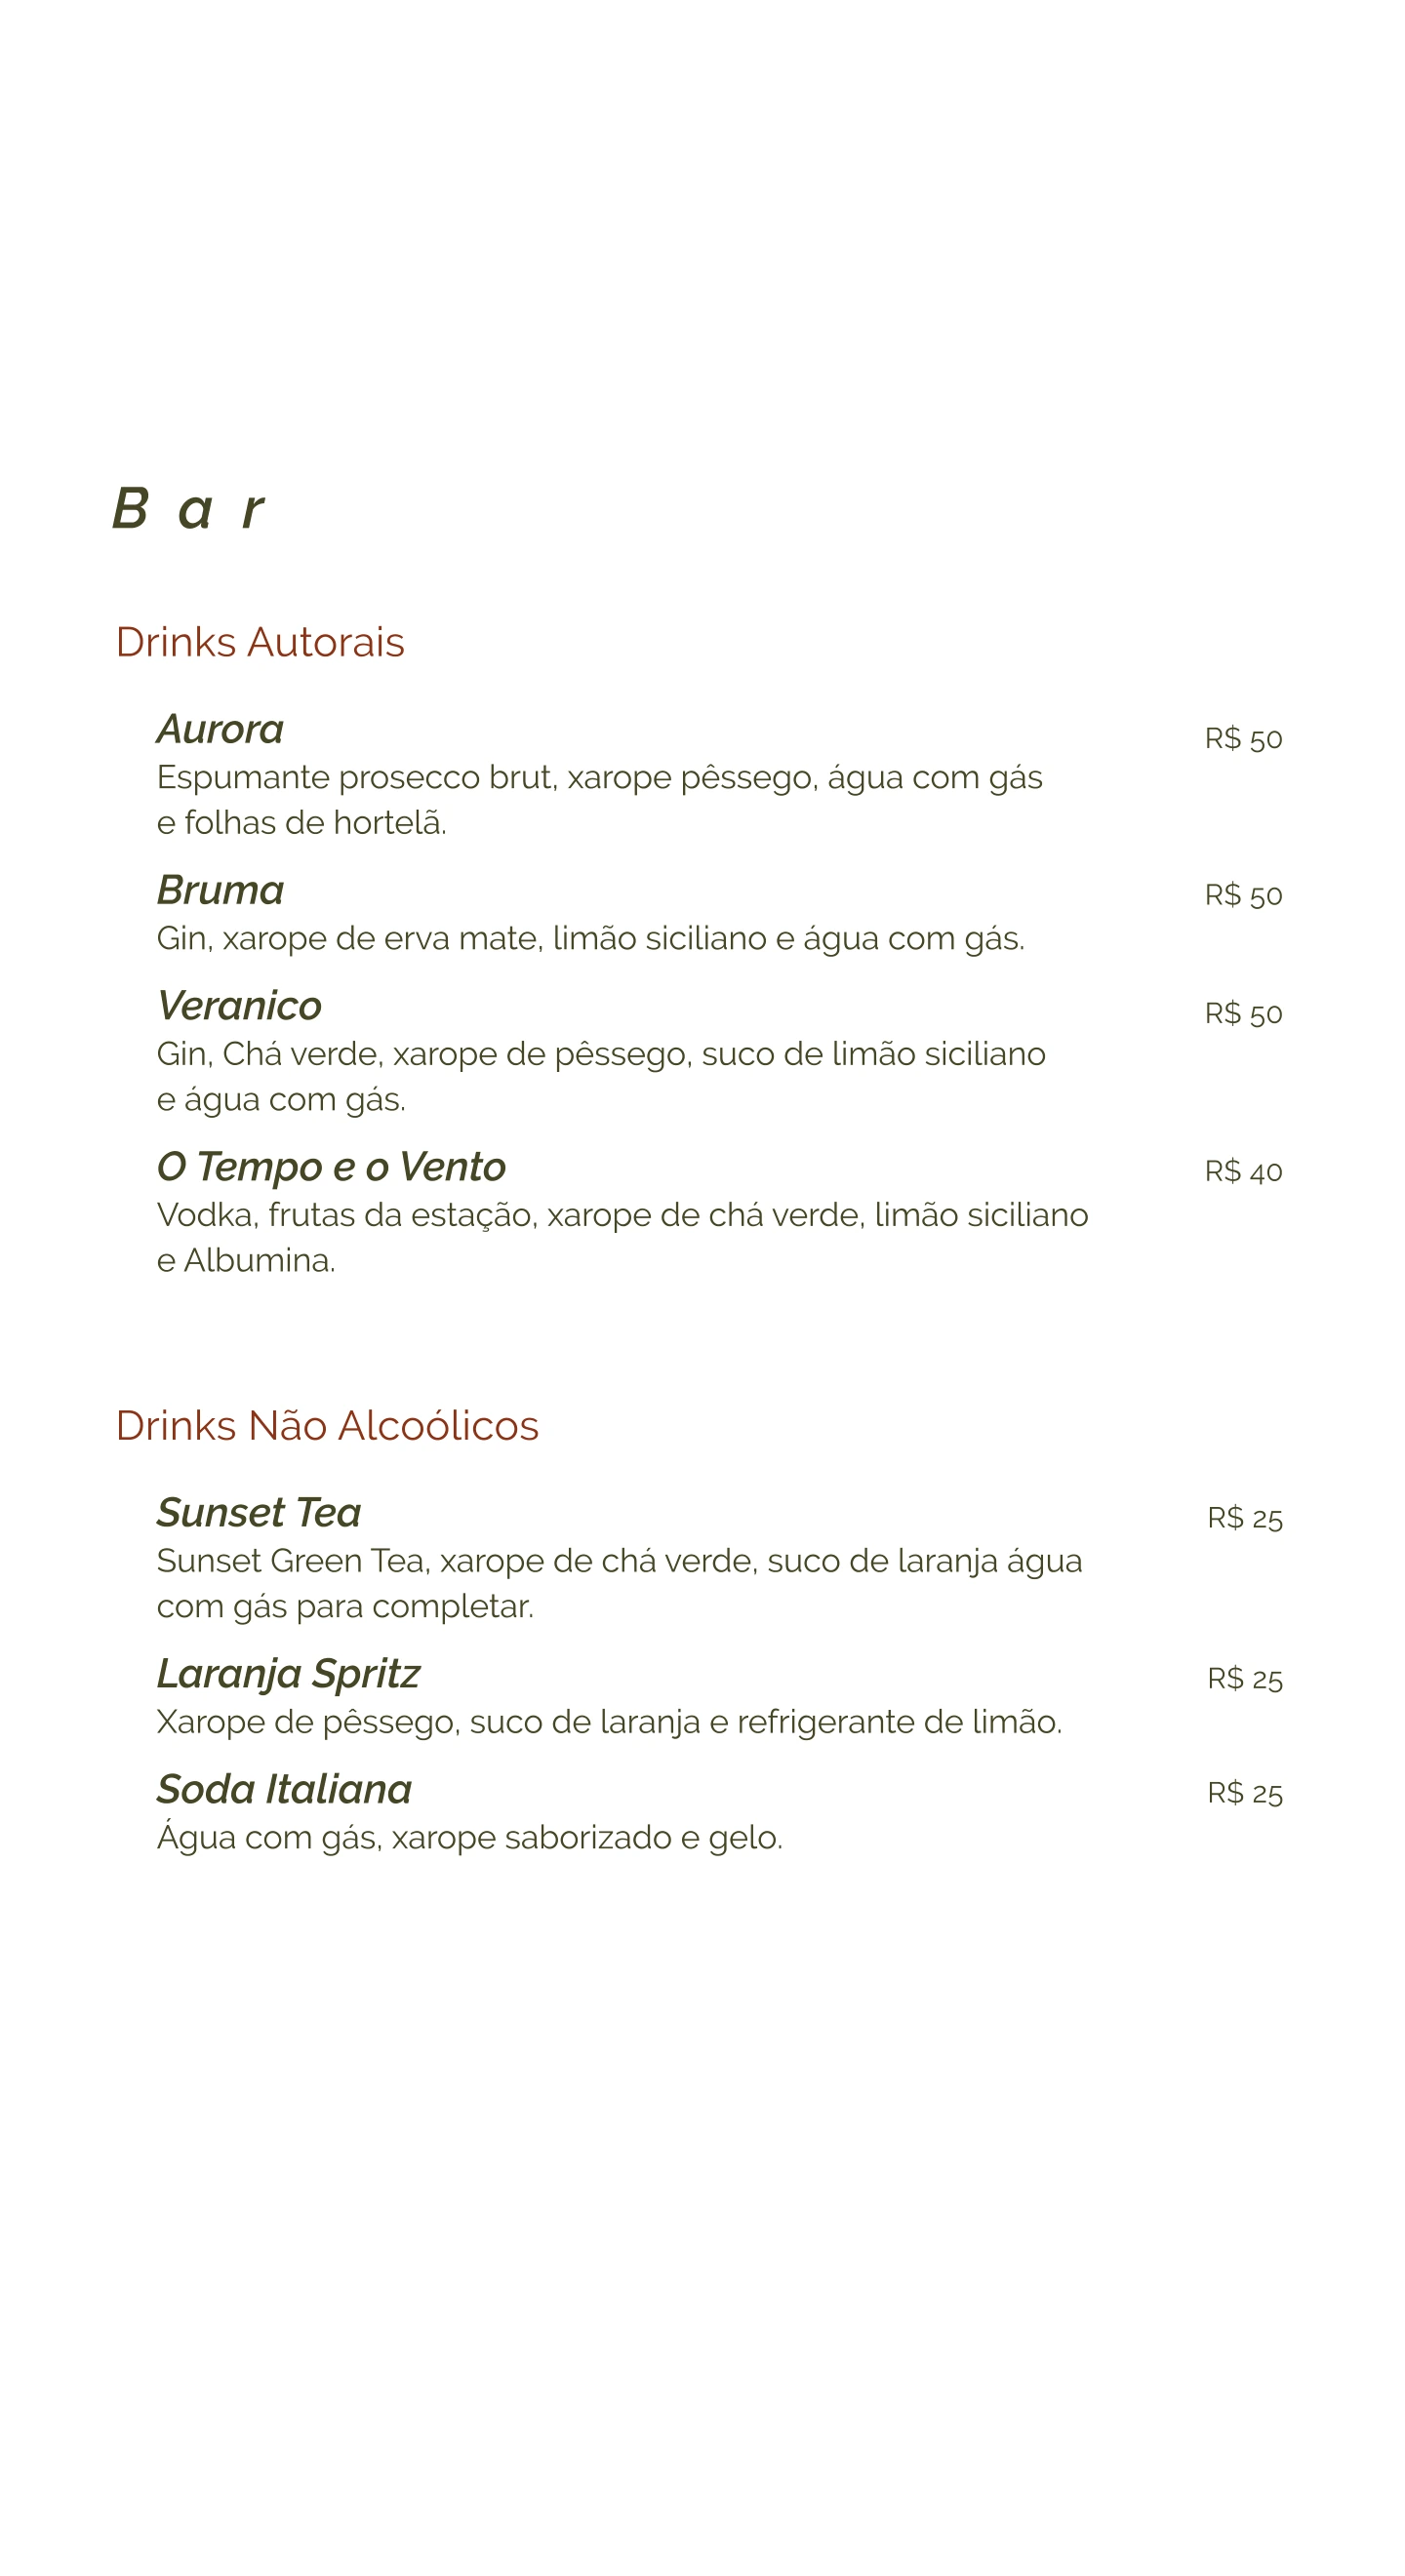 Bar
Drinks Autorais
Aurora R$ 50
Espumante prosecco brut, xarope pêssego, água com gás
e folhas de hortelã.
Bruma R$ 50
Gin, xarope de erva mate, limão siciliano e água com gás.
Veranico R$ 50
Gin, Chá verde, xarope de pêssego, suco de limão siciliano
e água com gás.
O Tempo e o Vento R$ 40
Vodka, frutas da estação, xarope de chá verde, limão siciliano
e Albumina.
Drinks Não Alcoólicos
Sunset Tea R$ 25
Sunset Green Tea, xarope de chá verde, suco de laranja água
com gás para completar.
Laranja Spritz R$ 25
Xarope de pêssego, suco de laranja e refrigerante de limão.
Soda Italiana R$ 25
Água com gás, xarope saborizado e gelo.